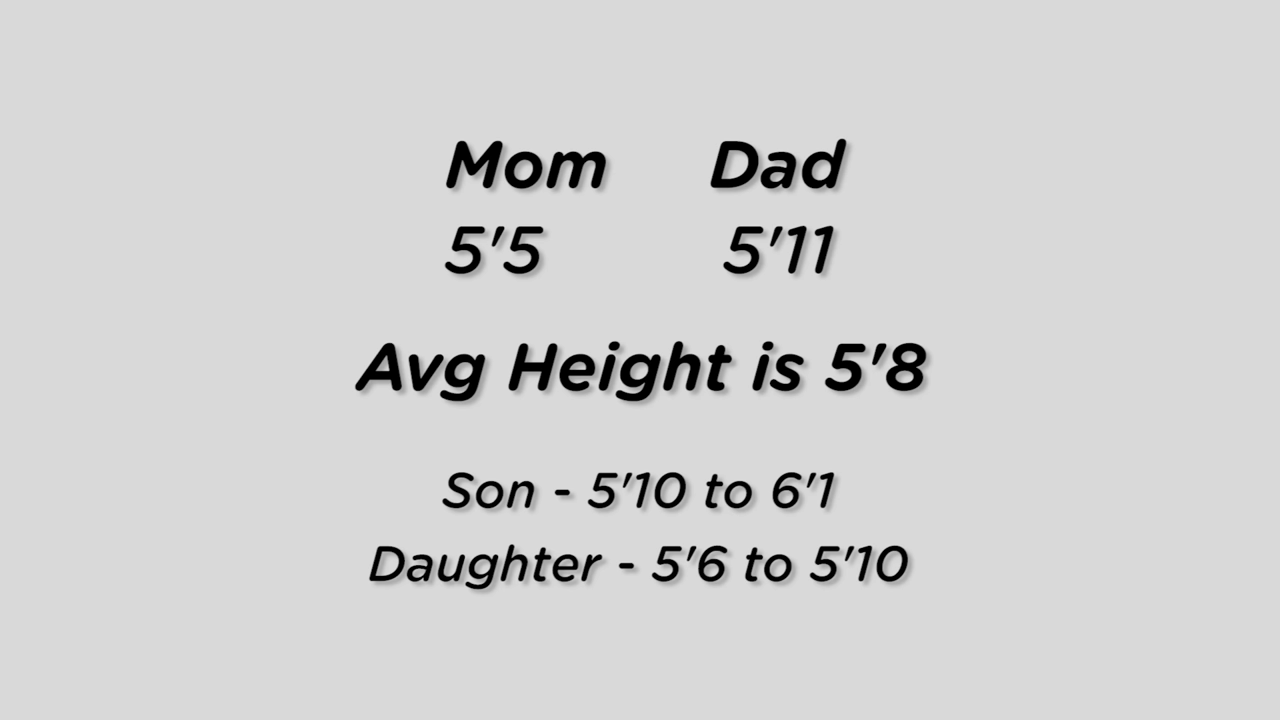 Mom Dad
5'5 5'11
Avg Height is 5'8
Son - 5'10 to 6'1
Daughter - 5'6 to 5'10